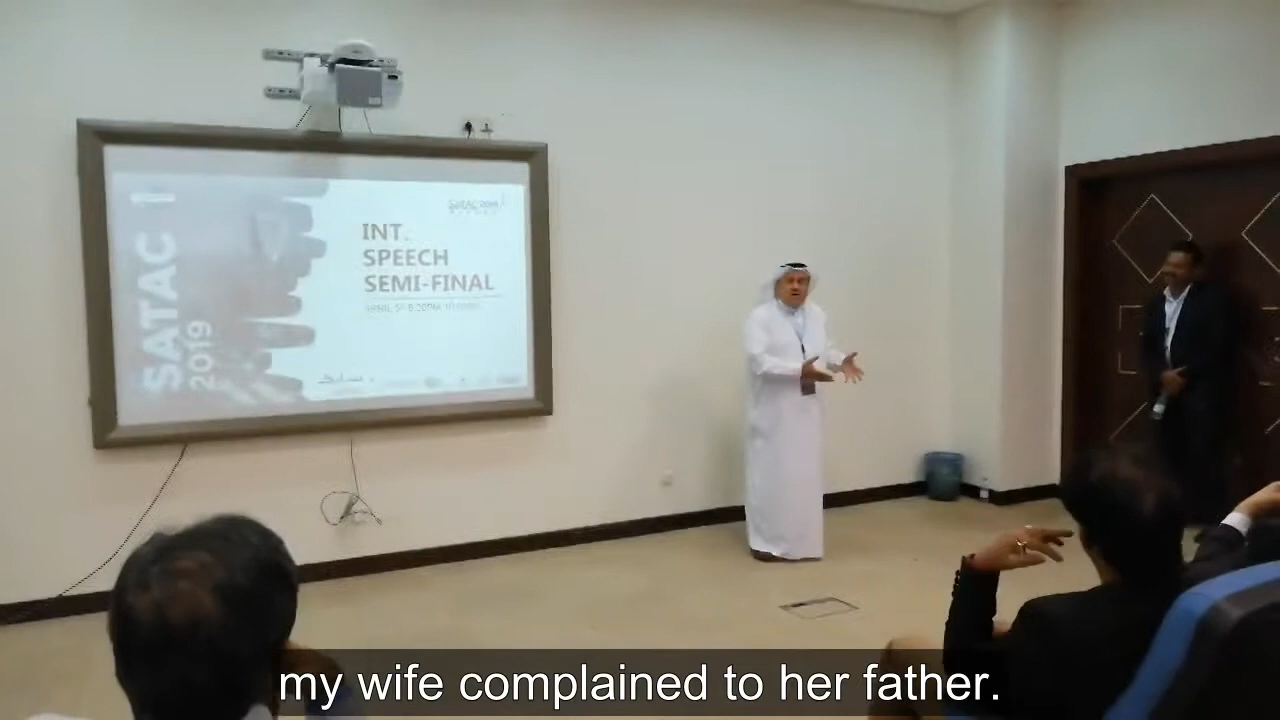 SATAC
2019
INT.
SPEECH
SEMI-FINAL
my wife complained to her father.